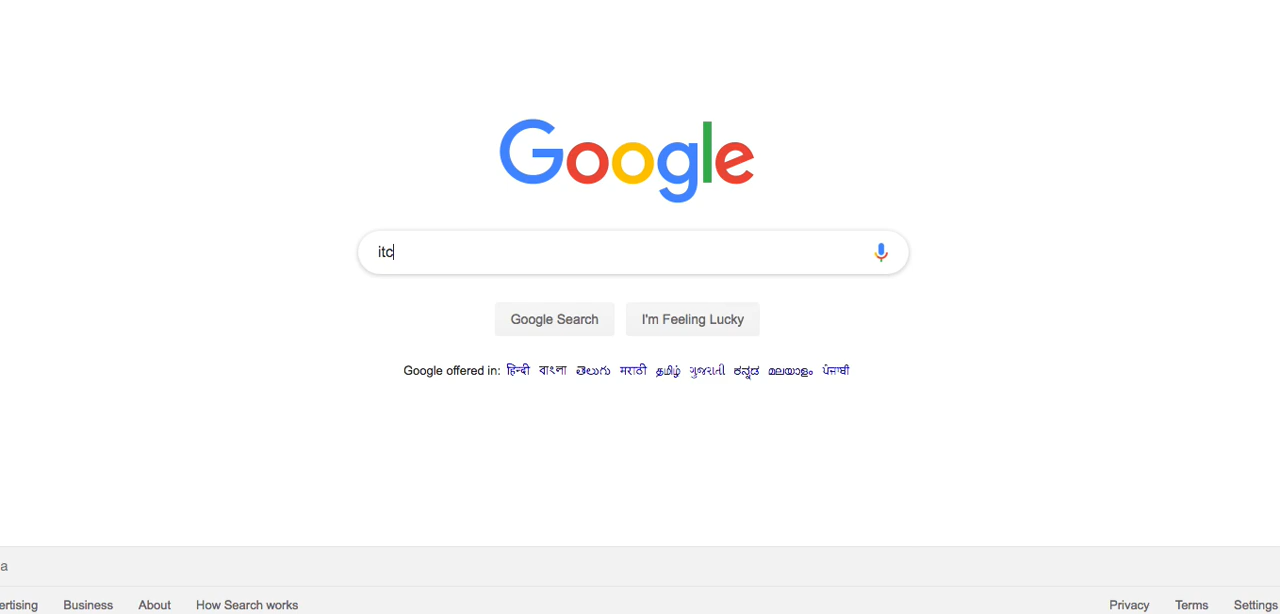 Google
itc
Google Search I'm Feeling Lucky
Google offered in: हिन्दी বাংলা తెలుగు मराठी தமிழ் ગુજરાતી ಕನ್ನಡ മലയാളം ਪੰਜਾਬੀ
a
ertising Business About How Search works Privacy Terms Settings